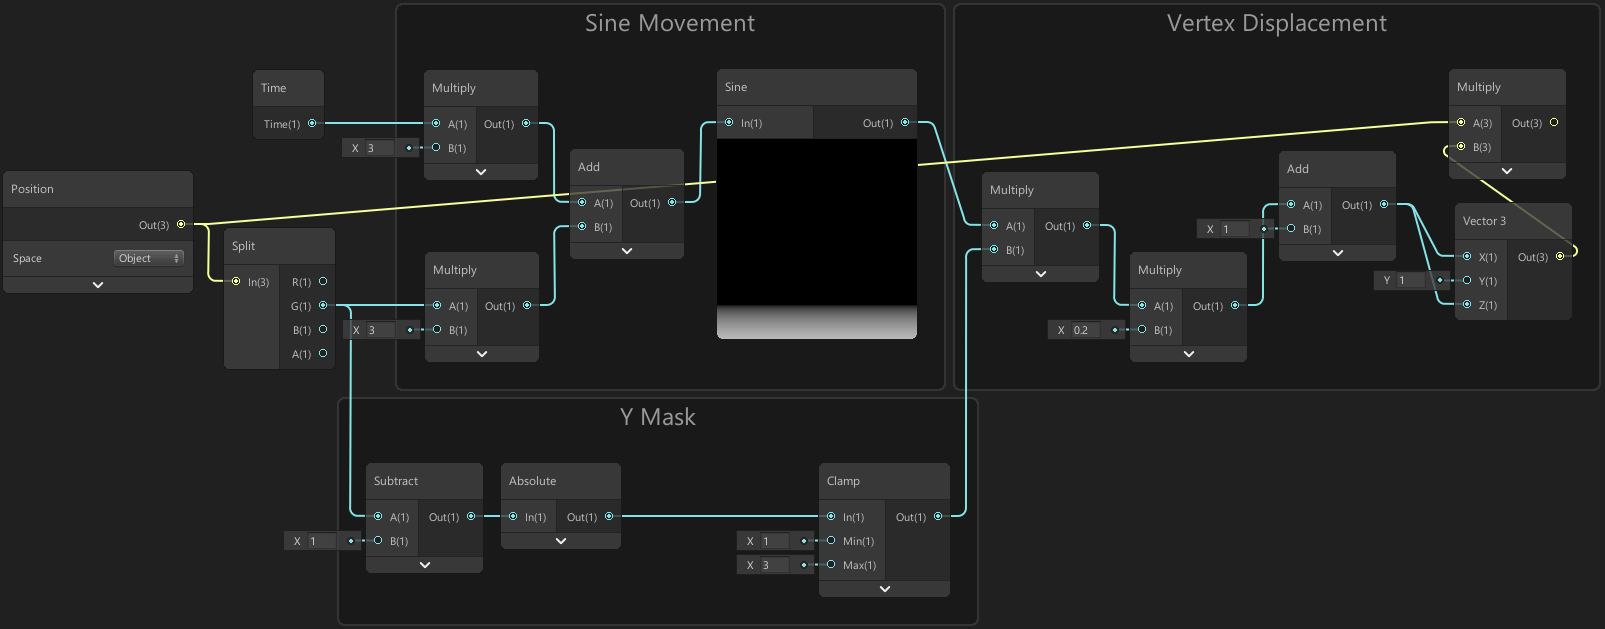 Sine Movement
Vertex Displacement
Time
Time(1)
Multiply
A(1) Out(1)
X 3 B(1)
Sine
In(1) Out(1)
Multiply
A(3) Out(3)
B(3)
Position
Out(3)
Space Object
Add
A(1) Out(1)
B(1)
Multiply
A(1) Out(1)
B(1)
Add
A(1) Out(1)
X 1 B(1)
Split
In(3) R(1)
G(1)
B(1)
A(1)
Multiply
A(1) Out(1)
X 3 B(1)
Multiply
A(1) Out(1)
X 0.2 B(1)
Vector 3
X(1) Out(3)
Y 1 Y(1)
Z(1)
Y Mask
Subtract
A(1) Out(1)
X 1 B(1)
Absolute
In(1) Out(1)
Clamp
In(1) Out(1)
X 1 Min(1)
X 3 Max(1)